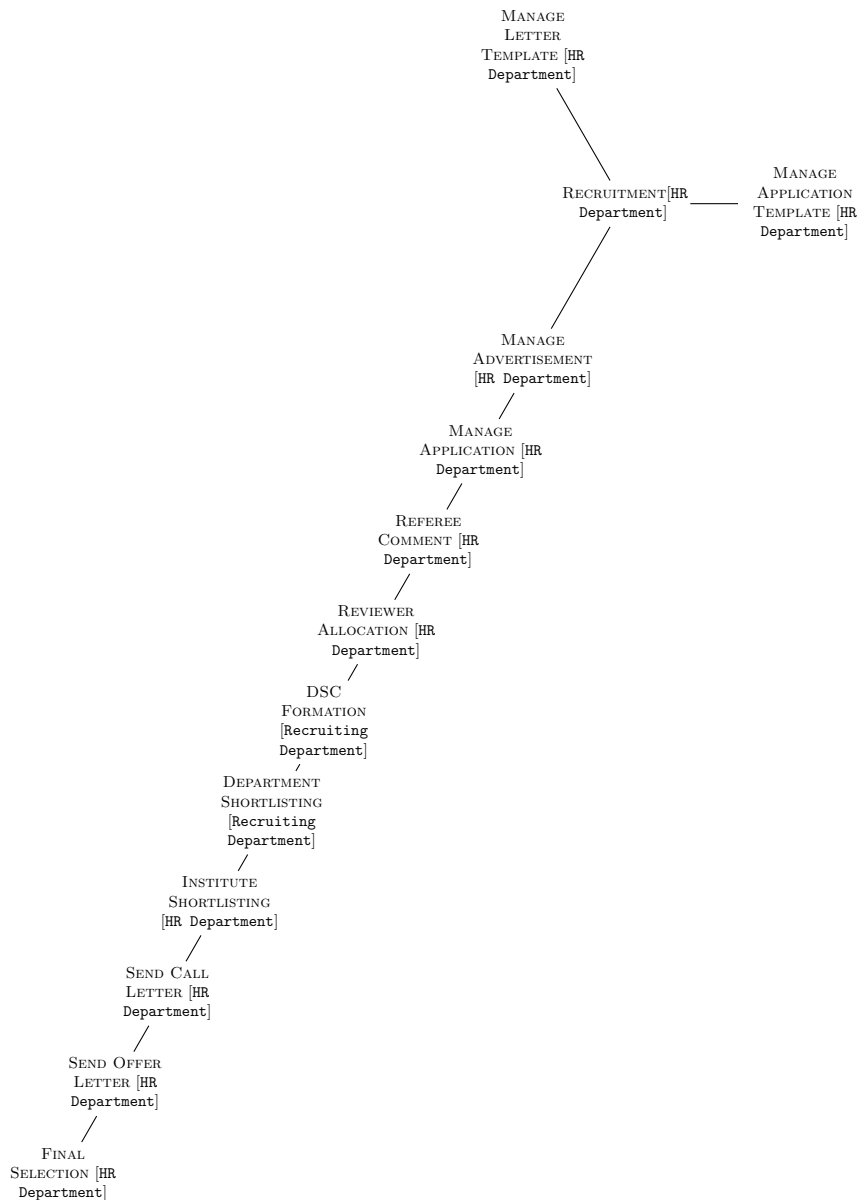 Manage
Letter
Template [HR
Department]
Recruitment[HR
Department]
Manage
Application
Template [HR
Department]
Manage
Advertisement
[HR Department]
Manage
Application [HR
Department]
Referee
Comment [HR
Department]
Reviewer
Allocation [HR
Department]
DSC
Formation
[Recruiting
Department]
Department
Shortlisting
[Recruiting
Department]
Institute
Shortlisting
[HR Department]
Send Call
Letter [HR
Department]
Send Offer
Letter [HR
Department]
Final
Selection [HR
Department]